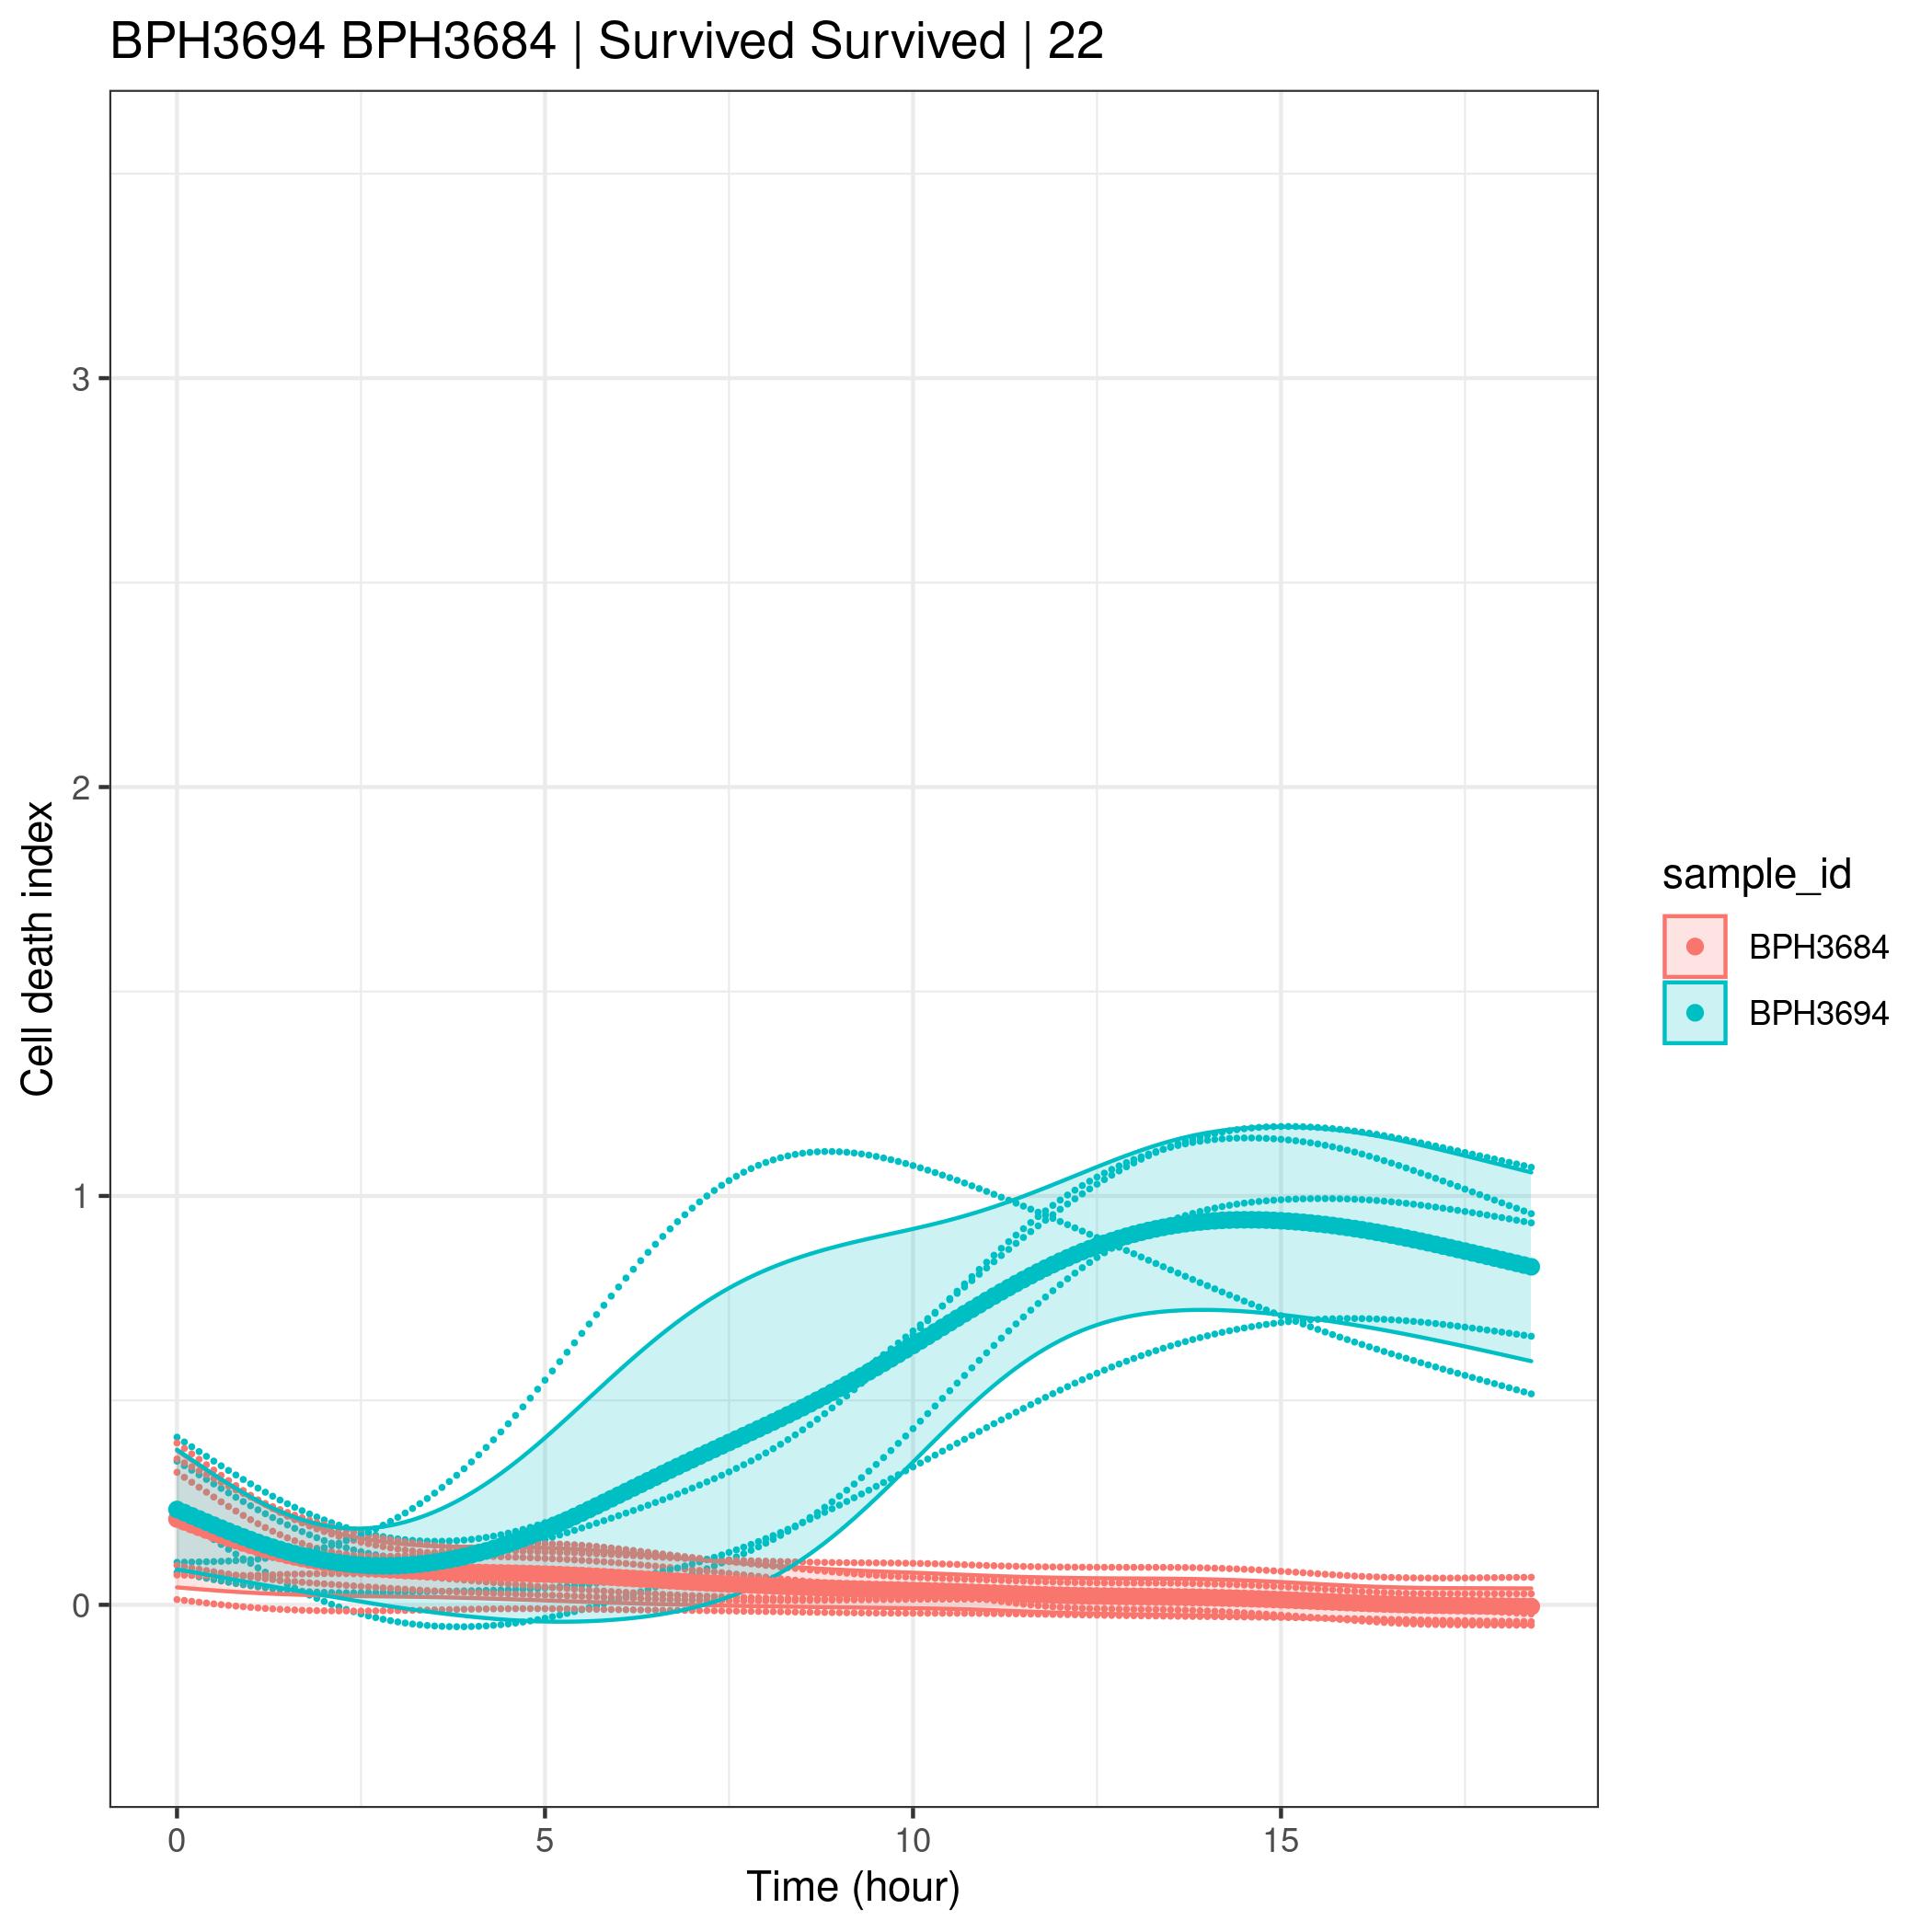 BPH3694 BPH3684 | Survived Survived | 22
3
2
1
0
Cell death index
0 5 10 15
Time (hour)
sample_id
BPH3684
BPH3694